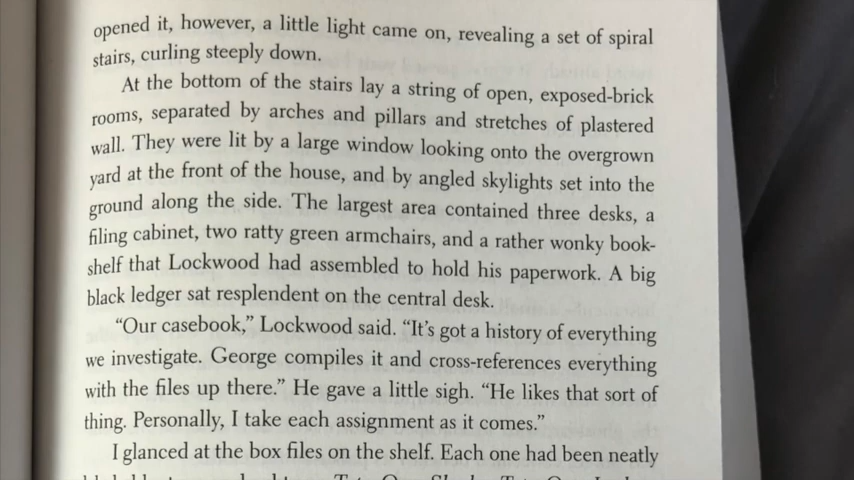 opened it, however, a little light came on, revealing a set of spiral
stairs, curling steeply down.
At the bottom of the stairs lay a string of open, exposed-brick
rooms, separated by arches and pillars and stretches of plastered
wall. They were lit by a large window looking onto the overgrown
yard at the front of the house, and by angled skylights set into the
ground along the side. The largest area contained three desks, a
filing cabinet, two ratty green armchairs, and a rather wonky book-
shelf that Lockwood had assembled to hold his paperwork. A big
black ledger sat resplendent on the central desk.
“Our casebook,” Lockwood said. “It’s got a history of everything
we investigate. George compiles it and cross-references everything
with the files up there.” He gave a little sigh. “He likes that sort of
thing. Personally, I take each assignment as it comes.”
I glanced at the box files on the shelf. Each one had been neatly